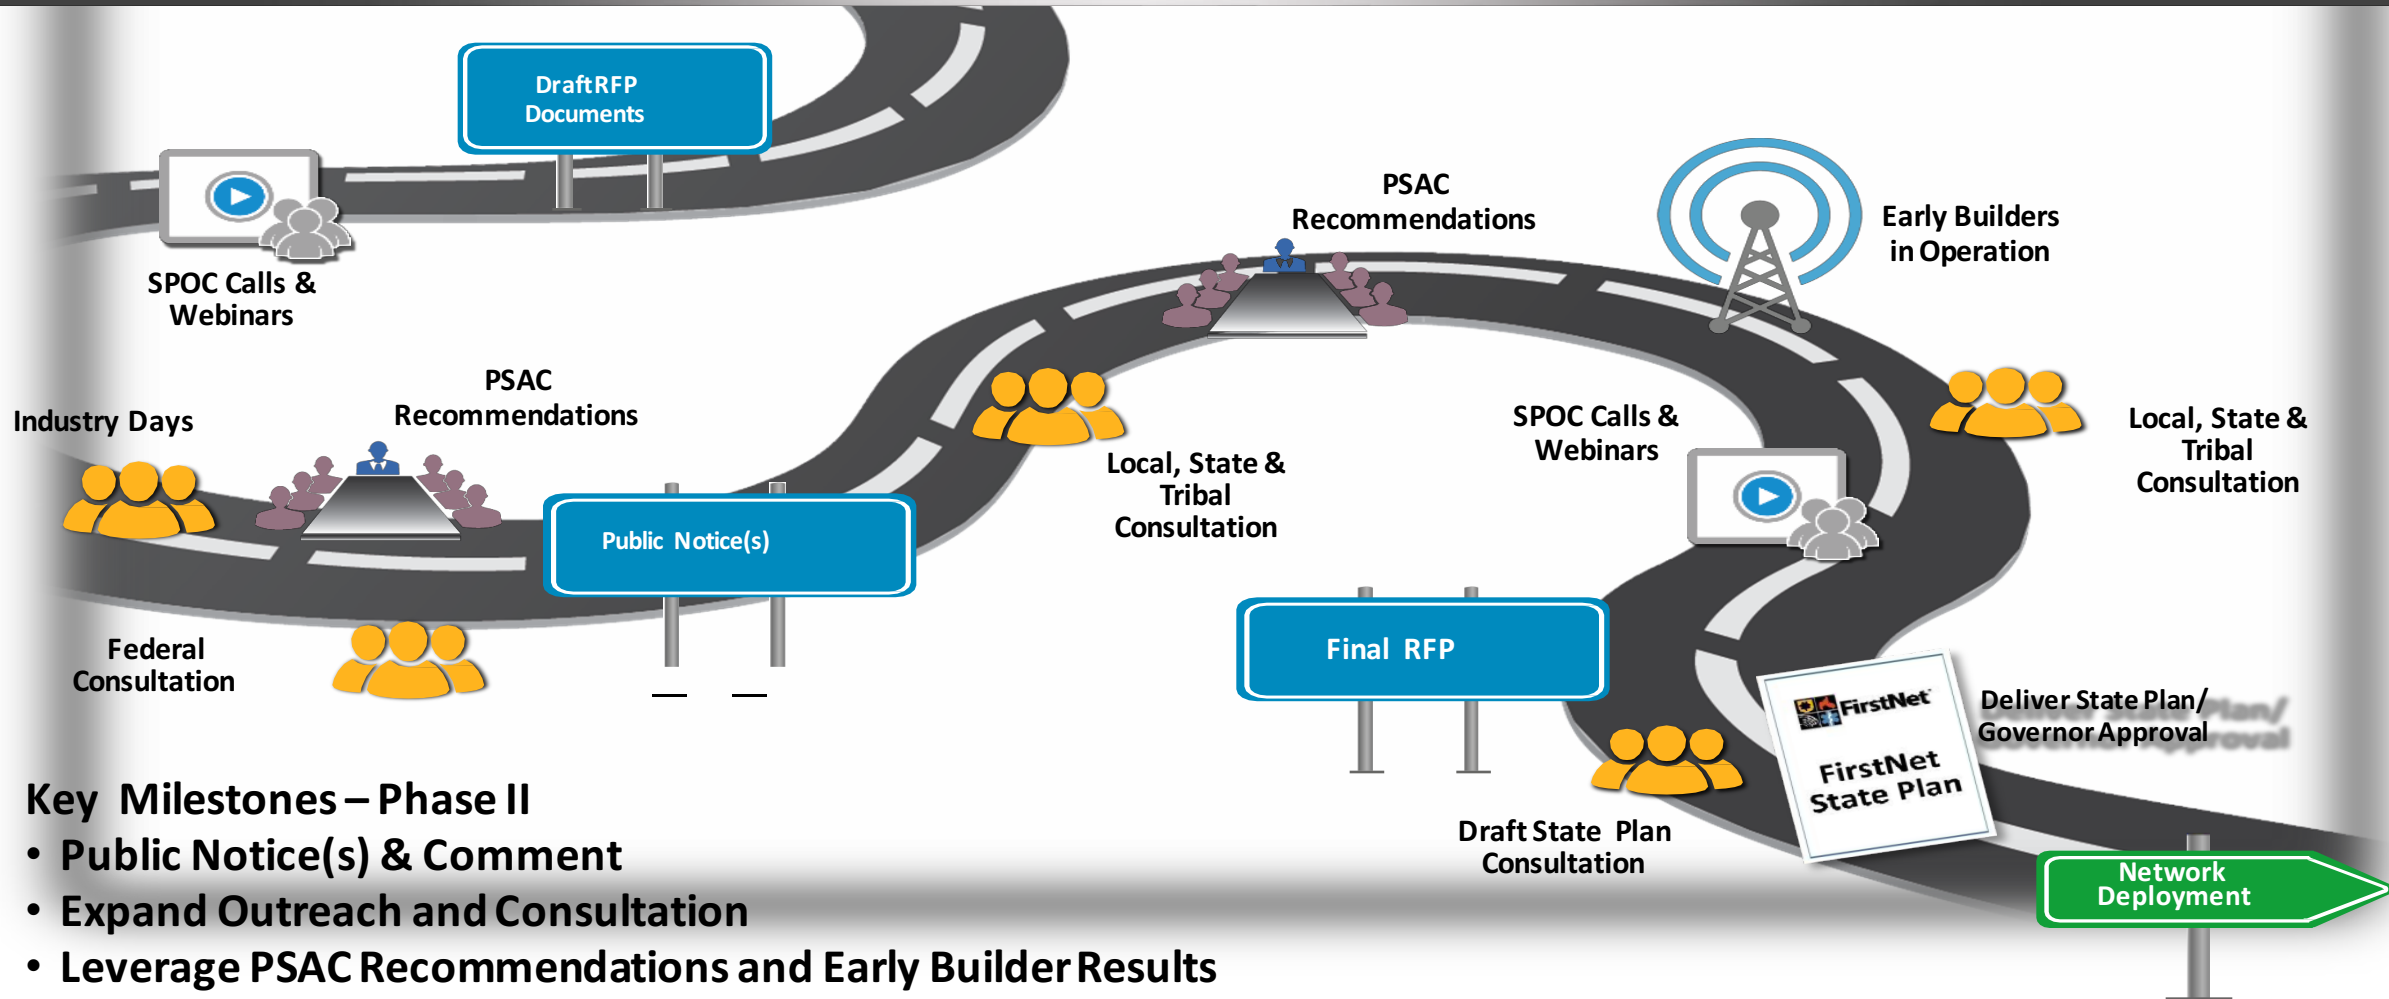 Draft RFP
Documents
SPOC Calls &
Webinars
PSAC
Recommendations
Early Builders
in Operation
Industry Days
PSAC
Recommendations
Local, State &
Tribal
Consultation
SPOC Calls &
Webinars
Local, State &
Tribal
Consultation
Public Notice(s)
Federal
Consultation
Final RFP
FirstNet
FirstNet
State Plan
Deliver State Plan/
Governor Approval
Draft State Plan
Consultation
Network
Deployment
Key Milestones – Phase II
• Public Notice(s) & Comment
• Expand Outreach and Consultation
• Leverage PSAC Recommendations and Early Builder Results